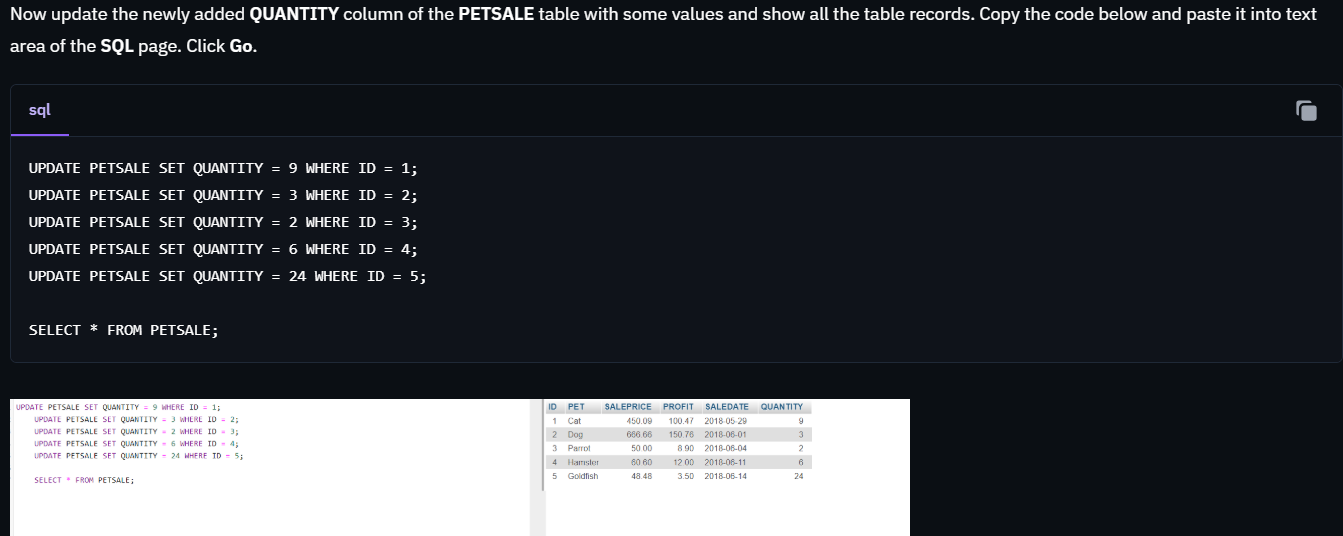 Now update the newly added QUANTITY column of the PETSALE table with some values and show all the table records. Copy the code below and paste it into text
area of the SQL page. Click Go.
sql
UPDATE PETSALE SET QUANTITY = 9 WHERE ID = 1;
UPDATE PETSALE SET QUANTITY = 3 WHERE ID = 2;
UPDATE PETSALE SET QUANTITY = 2 WHERE ID = 3;
UPDATE PETSALE SET QUANTITY = 6 WHERE ID = 4;
UPDATE PETSALE SET QUANTITY = 24 WHERE ID = 5;
SELECT * FROM PETSALE;
UPDATE PETSALE SET QUANTITY = 9 WHERE ID = 1;
UPDATE PETSALE SET QUANTITY = 3 WHERE ID = 2;
UPDATE PETSALE SET QUANTITY = 2 WHERE ID = 3;
UPDATE PETSALE SET QUANTITY = 6 WHERE ID = 4;
UPDATE PETSALE SET QUANTITY = 24 WHERE ID = 5;
SELECT * FROM PETSALE;
ID PET SALEPRICE PROFIT SALEDATE QUANTITY
1 Cat 450.09 100.47 2018-05-29 9
2 Dog 666.66 150.76 2018-06-01 3
3 Parrot 50.00 8.90 2018-06-04 2
4 Hamster 60.60 12.00 2018-06-11 6
5 Goldfish 48.48 3.50 2018-06-14 24